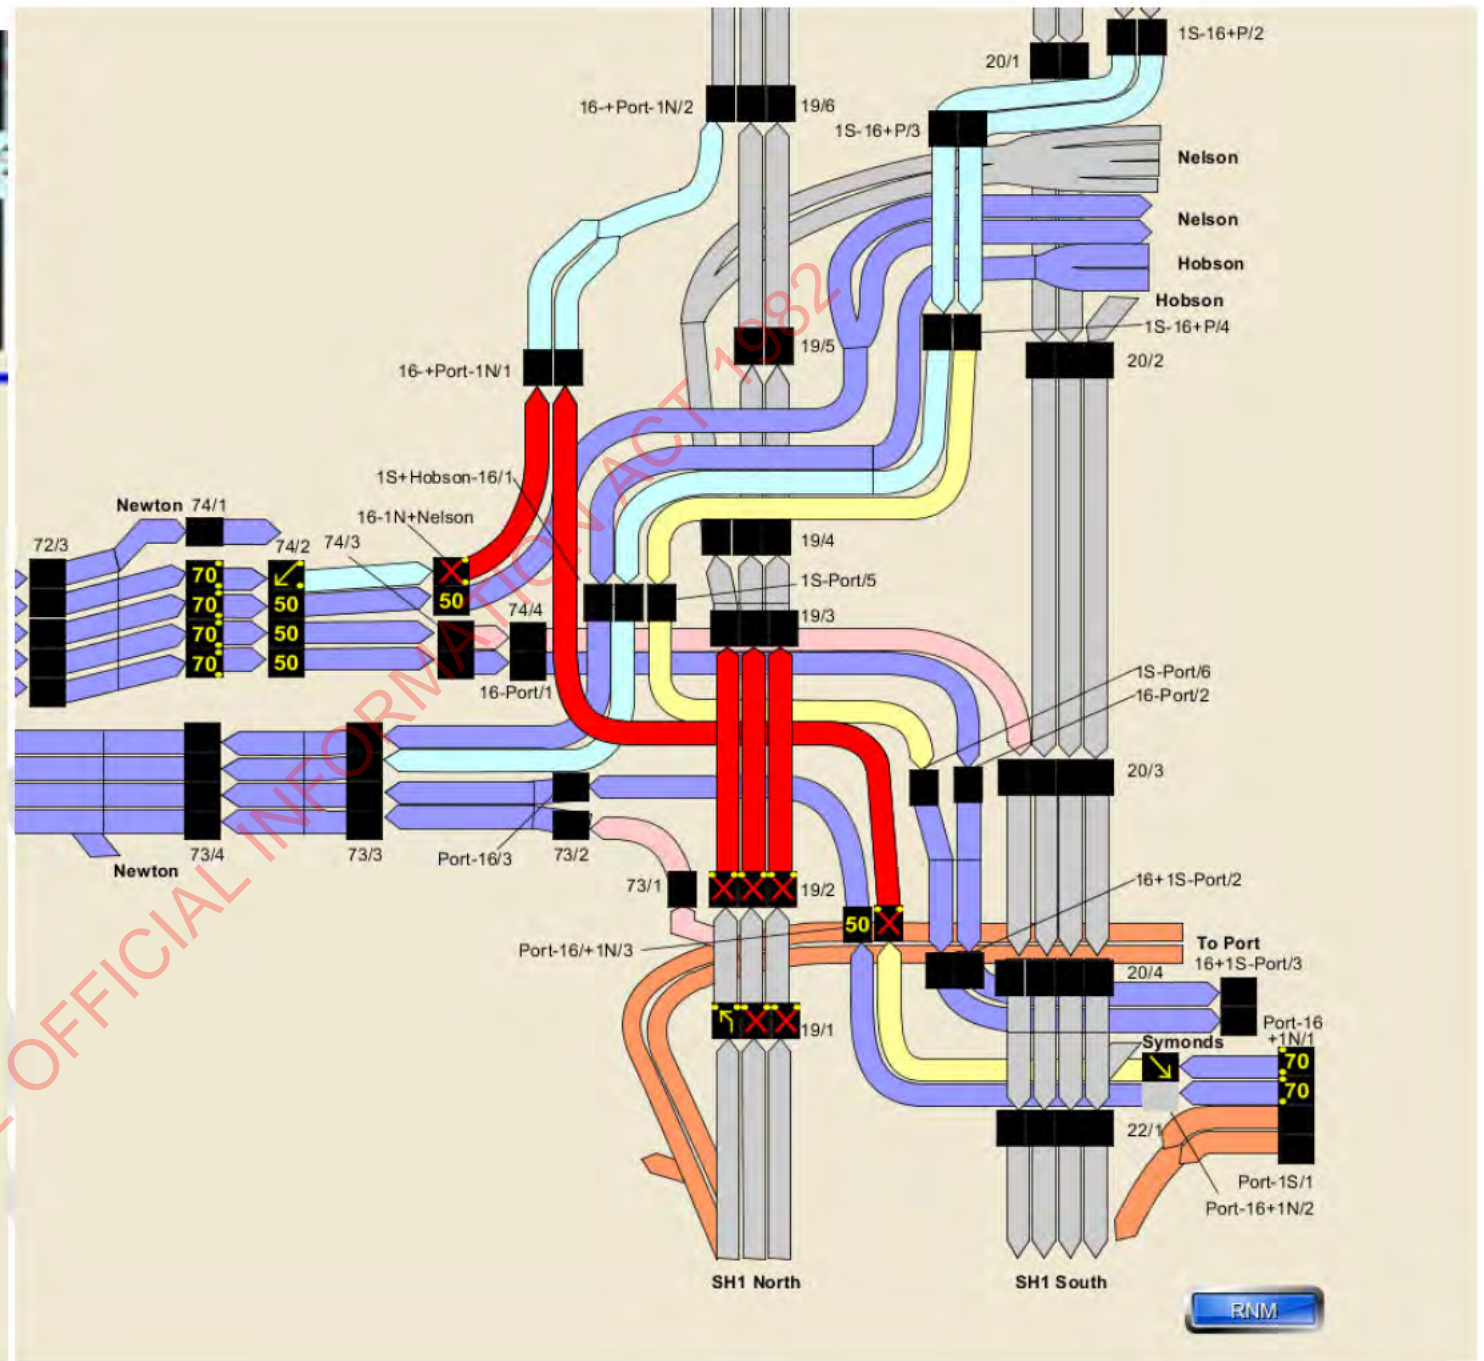 1S-16+P/2
20/1
16-+Port-1N/2
19/6
1S-16+P/3
Nelson
Nelson
Hobson
Hobson
1S-16+P/4
19/5
20/2
16-+Port-1N/1
1S+Hobson-16/1
Newton 74/1
16-1N+Nelson
72/3
74/2
74/3
19/4
70
50
70
50
70
50
70
50
1S-Port/5
74/4
19/3
16-Port/1
1S-Port/6
16-Port/2
20/3
73/4
73/3
Port-16/3
73/2
Newton
73/1
19/2
16+1S-Port/2
50
Port-16/+1N/3
To Port
16+1S-Port/3
20/4
19/1
Port-16
+1N/1
Symonds
70
70
22/1
Port-1S/1
Port-16+1N/2
SH1 North
SH1 South
RNM
OFFICIAL INFORMATION ACT 1982